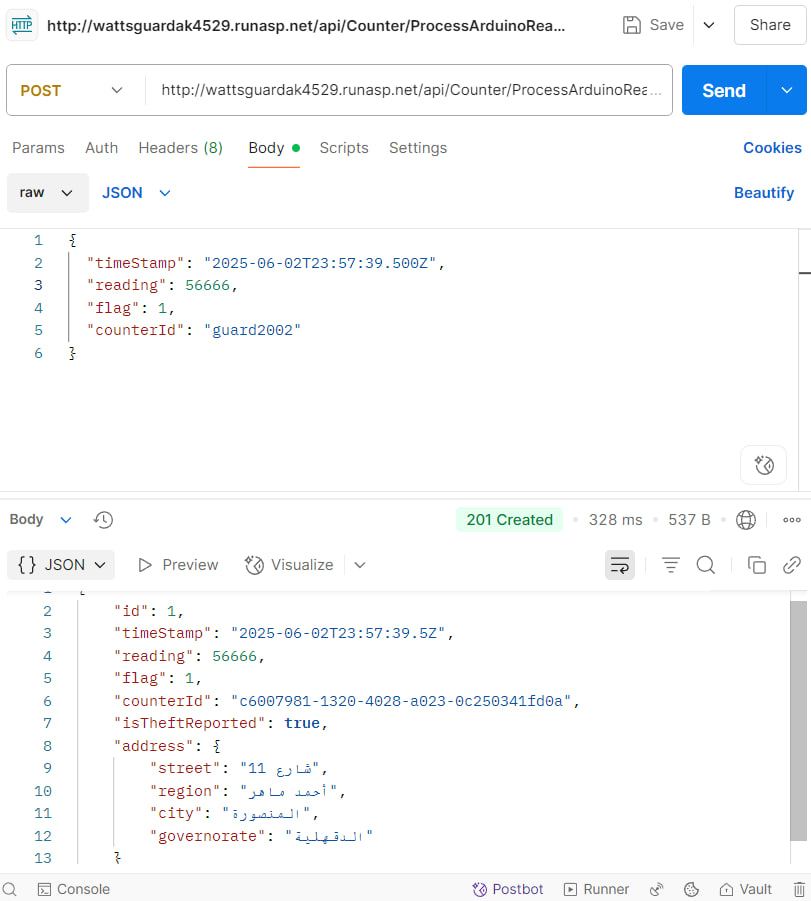 HTTP http://wattsguardak4529.runasp.net/api/Counter/ProcessArduinoRea... Save Share
POST http://wattsguardak4529.runasp.net/api/Counter/ProcessArduinoRea... Send
Params Auth Headers (8) Body Scripts Settings Cookies
raw JSON Beautify
1 {
2 "timeStamp": "2025-06-02T23:57:39.500Z",
3 "reading": 56666,
4 "flag": 1,
5 "counterId": "guard2002"
6 }
Body 201 Created 328 ms 537 B
{} JSON Preview Visualize
2 "id": 1,
3 "timeStamp": "2025-06-02T23:57:39.5Z",
4 "reading": 56666,
5 "flag": 1,
6 "counterId": "c6007981-1320-4028-a023-0c250341fd0a",
7 "isTheftReported": true,
8 "address": {
9 "street": "11 شارع",
10 "region": "أحمد ماهر",
11 "city": "المنصورة",
12 "governorate": "الدقهلية"
13 }
Console Postbot Runner Vault